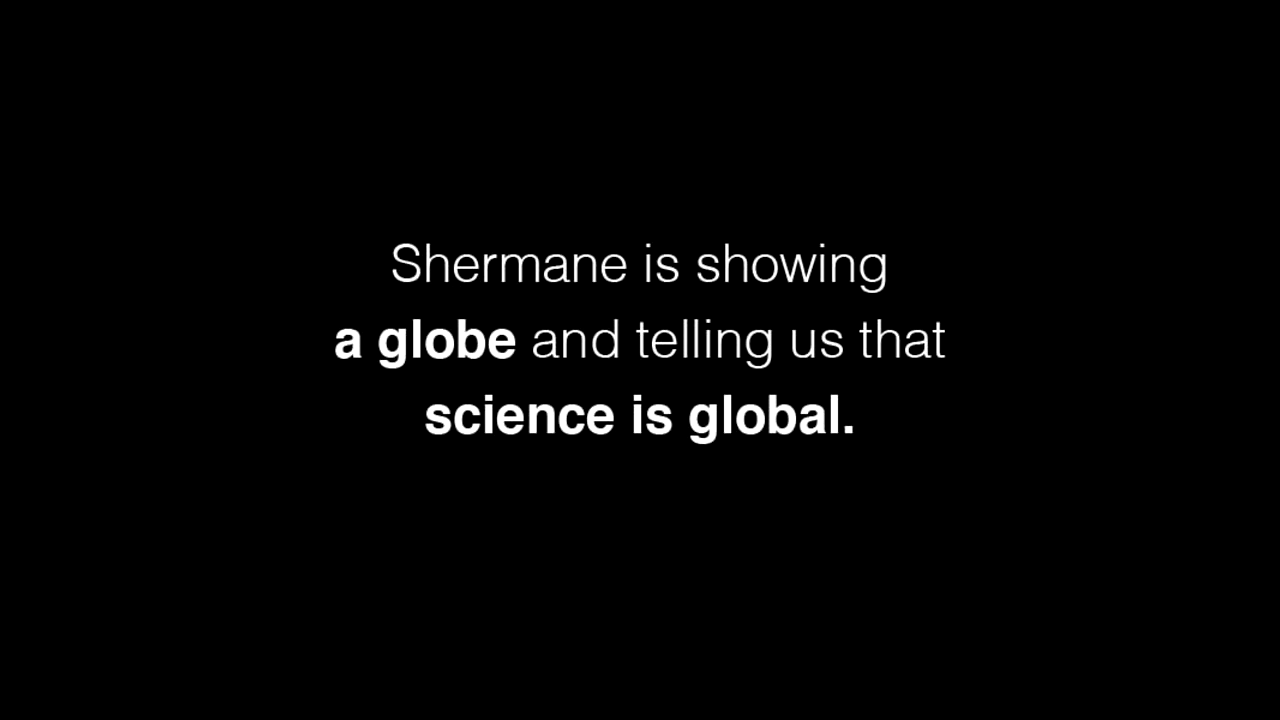 Shermane is showing
a globe and telling us that
science is global.